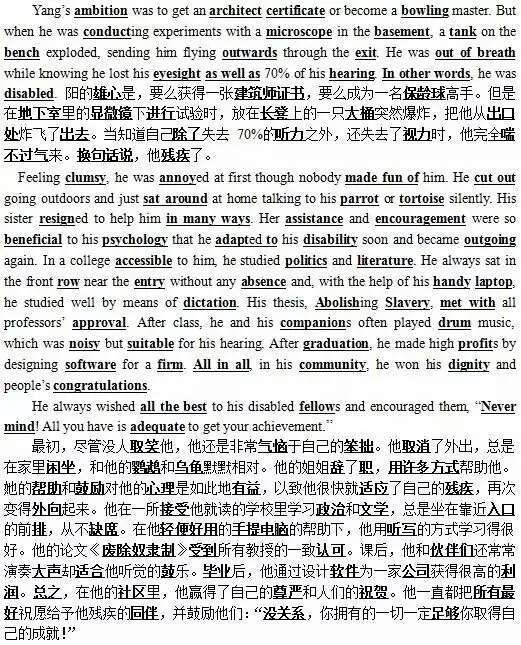 Yang's ambition was to get an architect certificate or become a bowling master. But
when he was conducting experiments with a microscope in the basement, a tank on the
bench exploded, sending him flying outwards through the exit. He was out of breath
while knowing he lost his eyesight as well as 70% of his hearing. In other words, he was
disabled. 阳的雄心是，要么获得一张建筑师证书，要么成为一名保龄球高手。但是
在地下室里的显微镜下进行试验时，放在长凳上的一只大桶突然爆炸，把他从出口
处炸飞了出去。当知道自己除了失去 70%的听力之外，还失去了视力时，他完全喘
不过气来。换句话说，他残疾了。
Feeling clumsy, he was annoyed at first though nobody made fun of him. He cut out
going outdoors and just sat around at home talking to his parrot or tortoise silently. His
sister resigned to help him in many ways. Her assistance and encouragement were so
beneficial to his psychology that he adapted to his disability soon and became outgoing
again. In a college accessible to him, he studied politics and literature. He always sat in
the front row near the entry without any absence and, with the help of his handy laptop,
he studied well by means of dictation. His thesis, Abolishing Slavery, met with all
professors' approval. After class, he and his companions often played drum music,
which was noisy but suitable for his hearing. After graduation, he made high profits by
designing software for a firm. All in all, in his community, he won his dignity and
people's congratulations.
He always wished all the best to his disabled fellows and encouraged them, "Never
mind! All you have is adequate to get your achievement."
最初，尽管没人取笑他，他还是非常气恼于自己的笨拙。他取消了外出，总是
在家里闲坐，和他的鹦鹉和乌龟默默相对。他的姐姐辞了职，用许多方式帮助他。
她的帮助和鼓励对他的心理是如此地有益，以致他很快就适应了自己的残疾，再次
变得外向起来。他在一所接受他就读的学校里学习政治和文学，总是坐在靠近入口
的前排，从不缺席。在他轻便好用的手提电脑的帮助下，他用听写的方式学习得很
好。他的论文《废除奴隶制》受到所有教授的一致认可。课后，他和伙伴们还常常
演奏大声却适合他听觉的鼓乐。毕业后，他通过设计软件为一家公司获得很高的利
润。总之，在他的社区里，他赢得了自己的尊严和人们的祝贺。他一直都把所有最
好祝愿给予他残疾的同伴，并鼓励他们：“没关系，你拥有的一切一定足够你取得自
己的成就！”